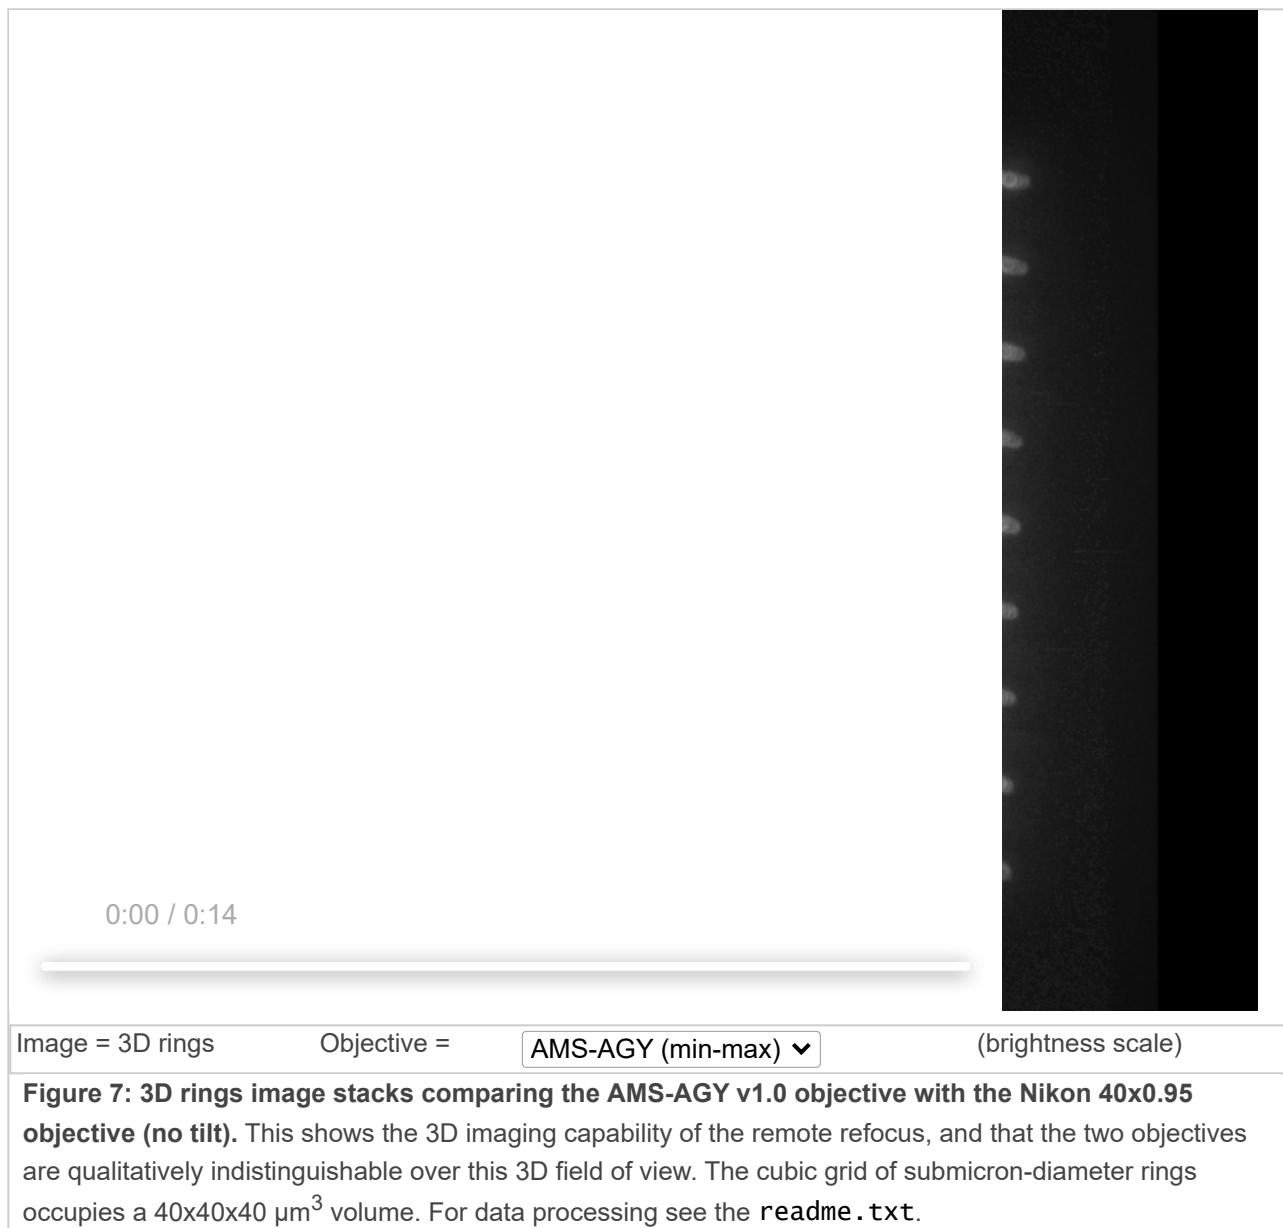 0:00 / 0:14
Image = 3D rings Objective = AMS-AGY (min-max) (brightness scale)
Figure 7: 3D rings image stacks comparing the AMS-AGY v1.0 objective with the Nikon 40x0.95
objective (no tilt). This shows the 3D imaging capability of the remote refocus, and that the two objectives
are qualitatively indistinguishable over this 3D field of view. The cubic grid of submicron-diameter rings
occupies a 40x40x40 μm³ volume. For data processing see the readme.txt.